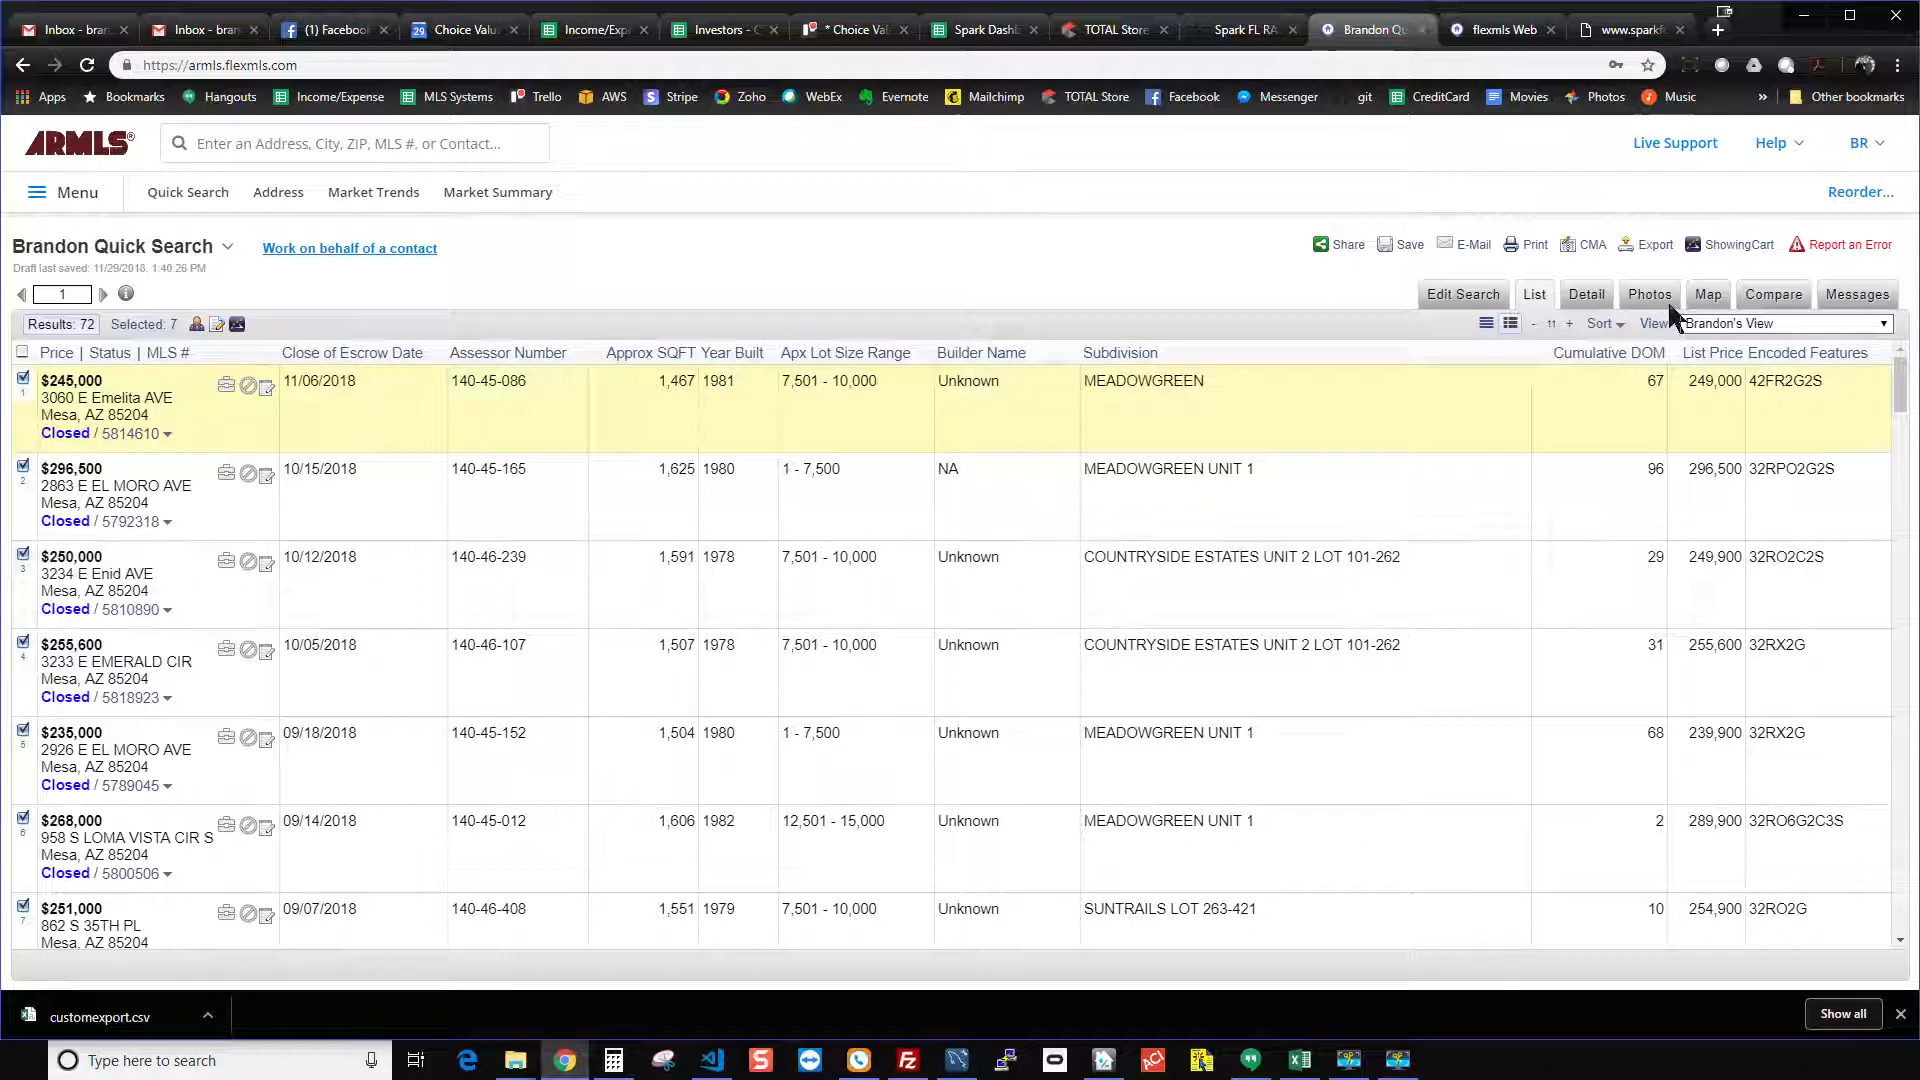 Inbox - bran
Inbox - bran
(1) Facebook
29 Choice Valu
Income/Exp
Investors - C
* Choice Val
Spark Dashb
TOTAL Store
Spark FL RA
Brandon Qu
flexmls Web
www.sparkf
https://armls.flexmls.com
Apps
Bookmarks
Hangouts
Income/Expense
MLS Systems
Trello
AWS
Stripe
Zoho
WebEx
Evernote
Mailchimp
TOTAL Store
Facebook
Messenger
git
CreditCard
Movies
Photos
Music
»
Other bookmarks
ARMLS®
Enter an Address, City, ZIP, MLS #, or Contact...
Live Support
Help
BR
Menu
Quick Search
Address
Market Trends
Market Summary
Reorder...
Brandon Quick Search
Work on behalf of a contact
Draft last saved: 11/29/2018, 1:40:26 PM
Share
Save
E-Mail
Print
CMA
Export
ShowingCart
Report an Error
1
Edit Search
List
Detail
Photos
Map
Compare
Messages
Results: 72
Selected: 7
- 11 +
Sort
View
Brandon's View
Price | Status | MLS #
Close of Escrow Date
Assessor Number
Approx SQFT
Year Built
Apx Lot Size Range
Builder Name
Subdivision
Cumulative DOM
List Price
Encoded Features
1
$245,000
3060 E Emelita AVE
Mesa, AZ 85204
Closed / 5814610
11/06/2018
140-45-086
1,467
1981
7,501 - 10,000
Unknown
MEADOWGREEN
67
249,000
42FR2G2S
2
$296,500
2863 E EL MORO AVE
Mesa, AZ 85204
Closed / 5792318
10/15/2018
140-45-165
1,625
1980
1 - 7,500
NA
MEADOWGREEN UNIT 1
96
296,500
32RPO2G2S
3
$250,000
3234 E Enid AVE
Mesa, AZ 85204
Closed / 5810890
10/12/2018
140-46-239
1,591
1978
7,501 - 10,000
Unknown
COUNTRYSIDE ESTATES UNIT 2 LOT 101-262
29
249,900
32RO2C2S
4
$255,600
3233 E EMERALD CIR
Mesa, AZ 85204
Closed / 5818923
10/05/2018
140-46-107
1,507
1978
7,501 - 10,000
Unknown
COUNTRYSIDE ESTATES UNIT 2 LOT 101-262
31
255,600
32RX2G
5
$235,000
2926 E EL MORO AVE
Mesa, AZ 85204
Closed / 5789045
09/18/2018
140-45-152
1,504
1980
1 - 7,500
Unknown
MEADOWGREEN UNIT 1
68
239,900
32RX2G
6
$268,000
958 S LOMA VISTA CIR S
Mesa, AZ 85204
Closed / 5800506
09/14/2018
140-45-012
1,606
1982
12,501 - 15,000
Unknown
MEADOWGREEN UNIT 1
2
289,900
32RO6G2C3S
7
$251,000
862 S 35TH PL
Mesa, AZ 85204
09/07/2018
140-46-408
1,551
1979
7,501 - 10,000
Unknown
SUNTRAILS LOT 263-421
10
254,900
32RO2G
customexport.csv
Show all
Type here to search